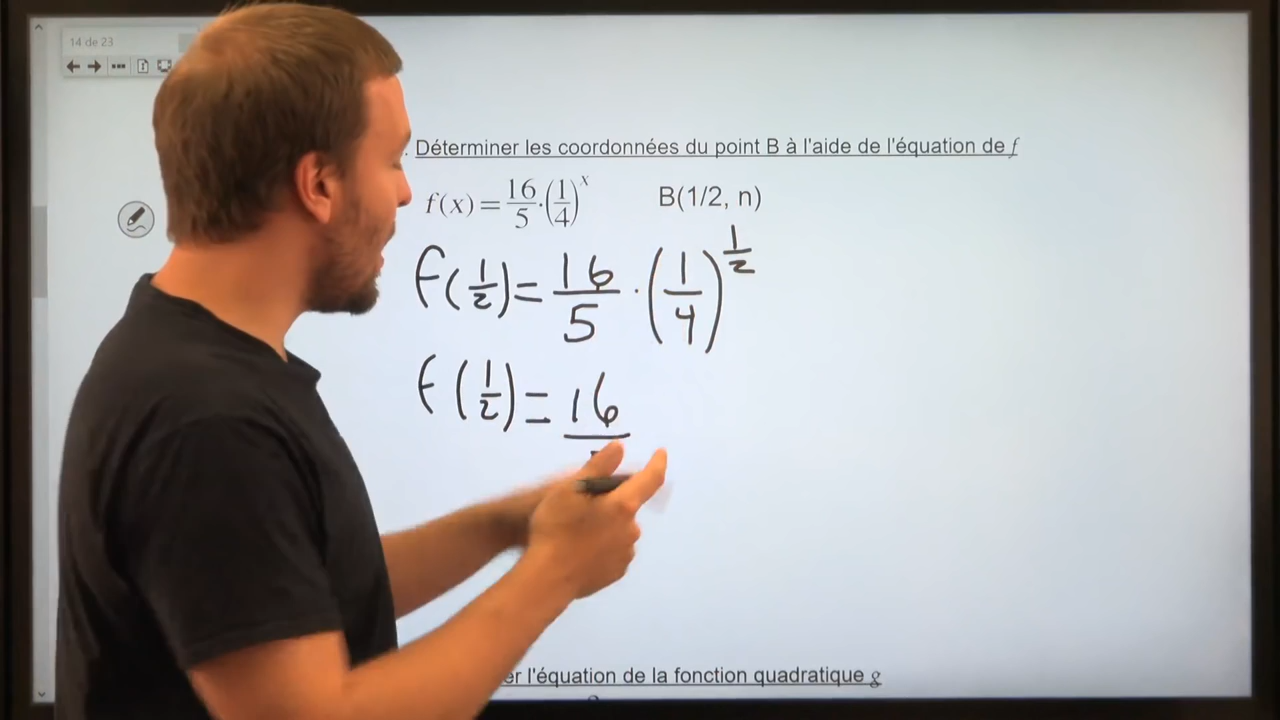 14 de 23
. Déterminer les coordonnées du point B à l'aide de l'équation de f
f(x) = 16/5 · (1/4)^x B(1/2, n)
f(1/2) = 16/5 · (1/4)^1/2
f(1/2) = 16
er l'équation de la fonction quadratique g